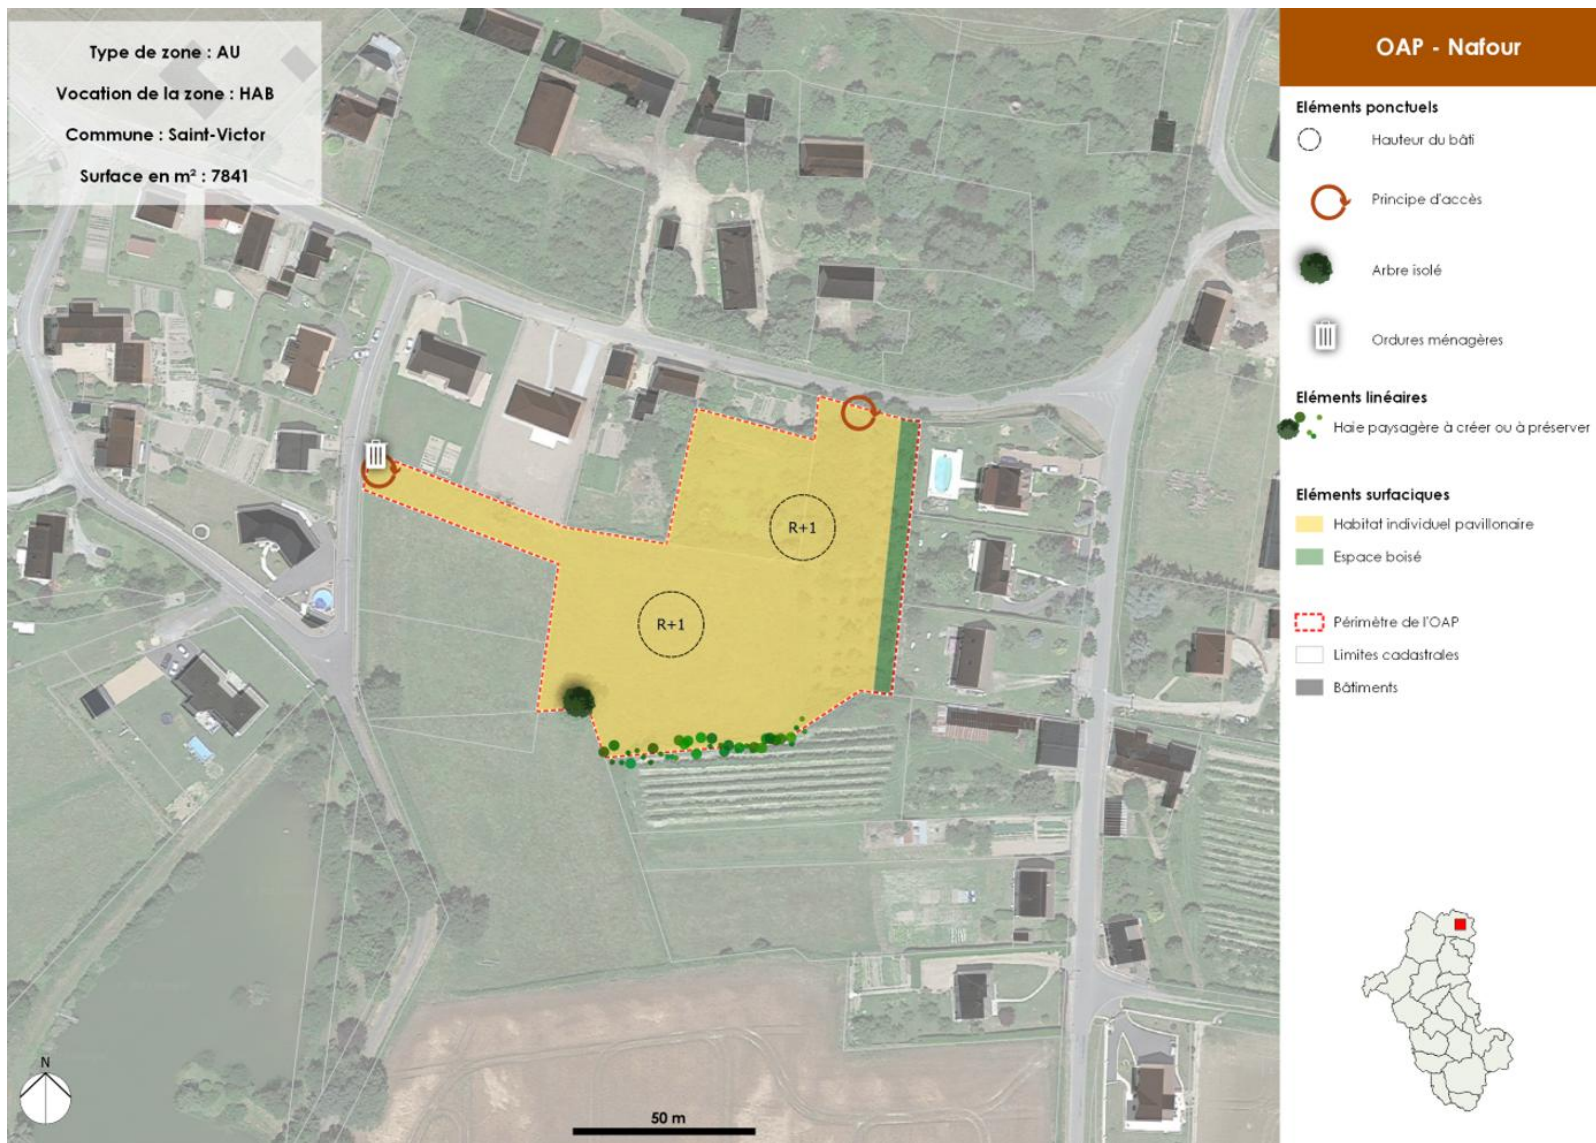 Type de zone : AU
Vocation de la zone : HAB
Commune : Saint-Victor
Surface en m² : 7841
R+1
R+1
N
50 m
OAP - Nafour
Eléments ponctuels
Hauteur du bâti
Principe d'accès
Arbre isolé
Ordures ménagères
Eléments linéaires
Haie paysagère à créer ou à préserver
Eléments surfaciques
Habitat individuel pavillonaire
Espace boisé
Périmètre de l'OAP
Limites cadastrales
Bâtiments